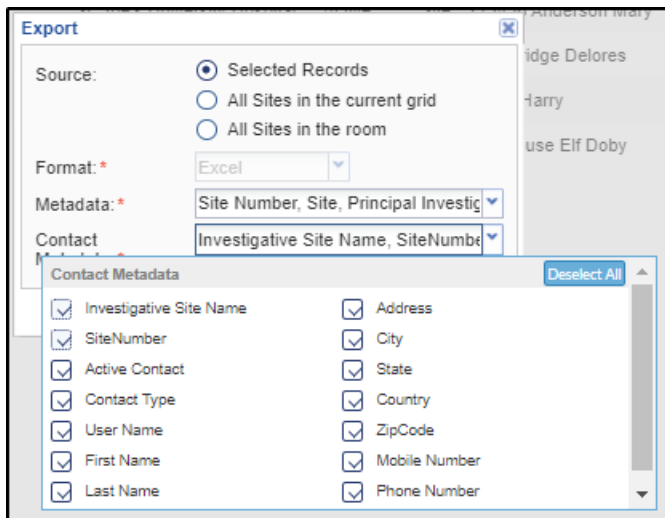 Anderson Mary
Export
ridge Delores
Source:
Selected Records
All Sites in the current grid
Harry
All Sites in the room
use Elf Doby
Format: *
Excel
Metadata: *
Site Number, Site, Principal Investig
Contact
Investigative Site Name, SiteNumbe
Contact Metadata
Deselect All
Investigative Site Name
Address
SiteNumber
City
Active Contact
State
Contact Type
Country
User Name
ZipCode
First Name
Mobile Number
Last Name
Phone Number